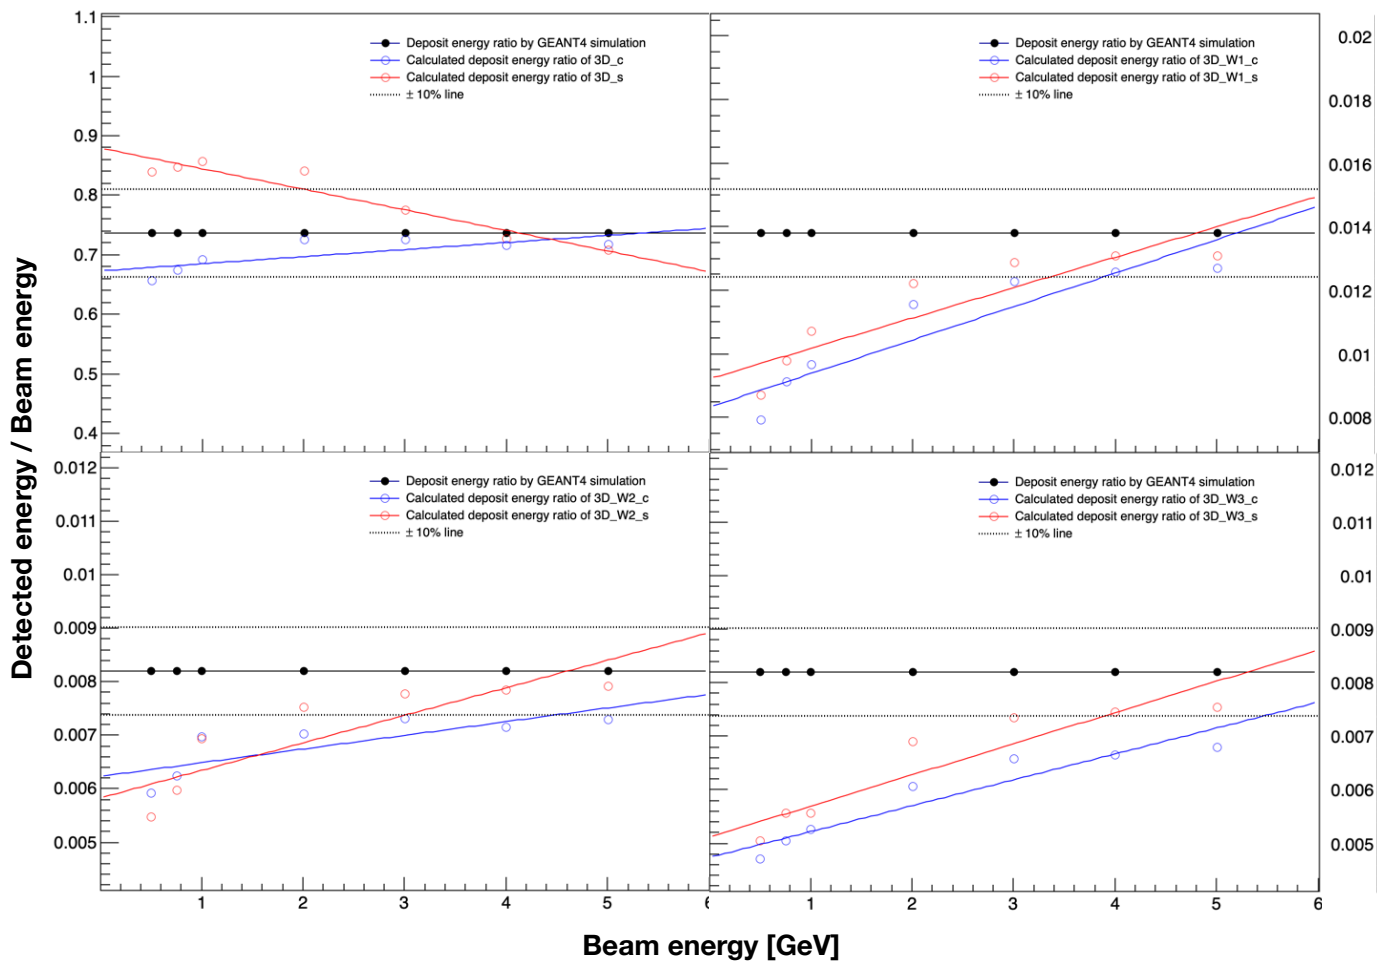 Detected energy / Beam energy
1.1
1
0.9
0.8
0.7
0.6
0.5
0.4
Deposit energy ratio by GEANT4 simulation
Calculated deposit energy ratio of 3D_c
Calculated deposit energy ratio of 3D_s
± 10% line
Deposit energy ratio by GEANT4 simulation
Calculated deposit energy ratio of 3D_W1_c
Calculated deposit energy ratio of 3D_W1_s
± 10% line
0.02
0.018
0.016
0.014
0.012
0.01
0.008
0.012
0.011
0.01
0.009
0.008
0.007
0.006
0.005
Deposit energy ratio by GEANT4 simulation
Calculated deposit energy ratio of 3D_W2_c
Calculated deposit energy ratio of 3D_W2_s
± 10% line
Deposit energy ratio by GEANT4 simulation
Calculated deposit energy ratio of 3D_W3_c
Calculated deposit energy ratio of 3D_W3_s
± 10% line
0.012
0.011
0.01
0.009
0.008
0.007
0.006
0.005
1 2 3 4 5 6 1 2 3 4 5 6
Beam energy [GeV]